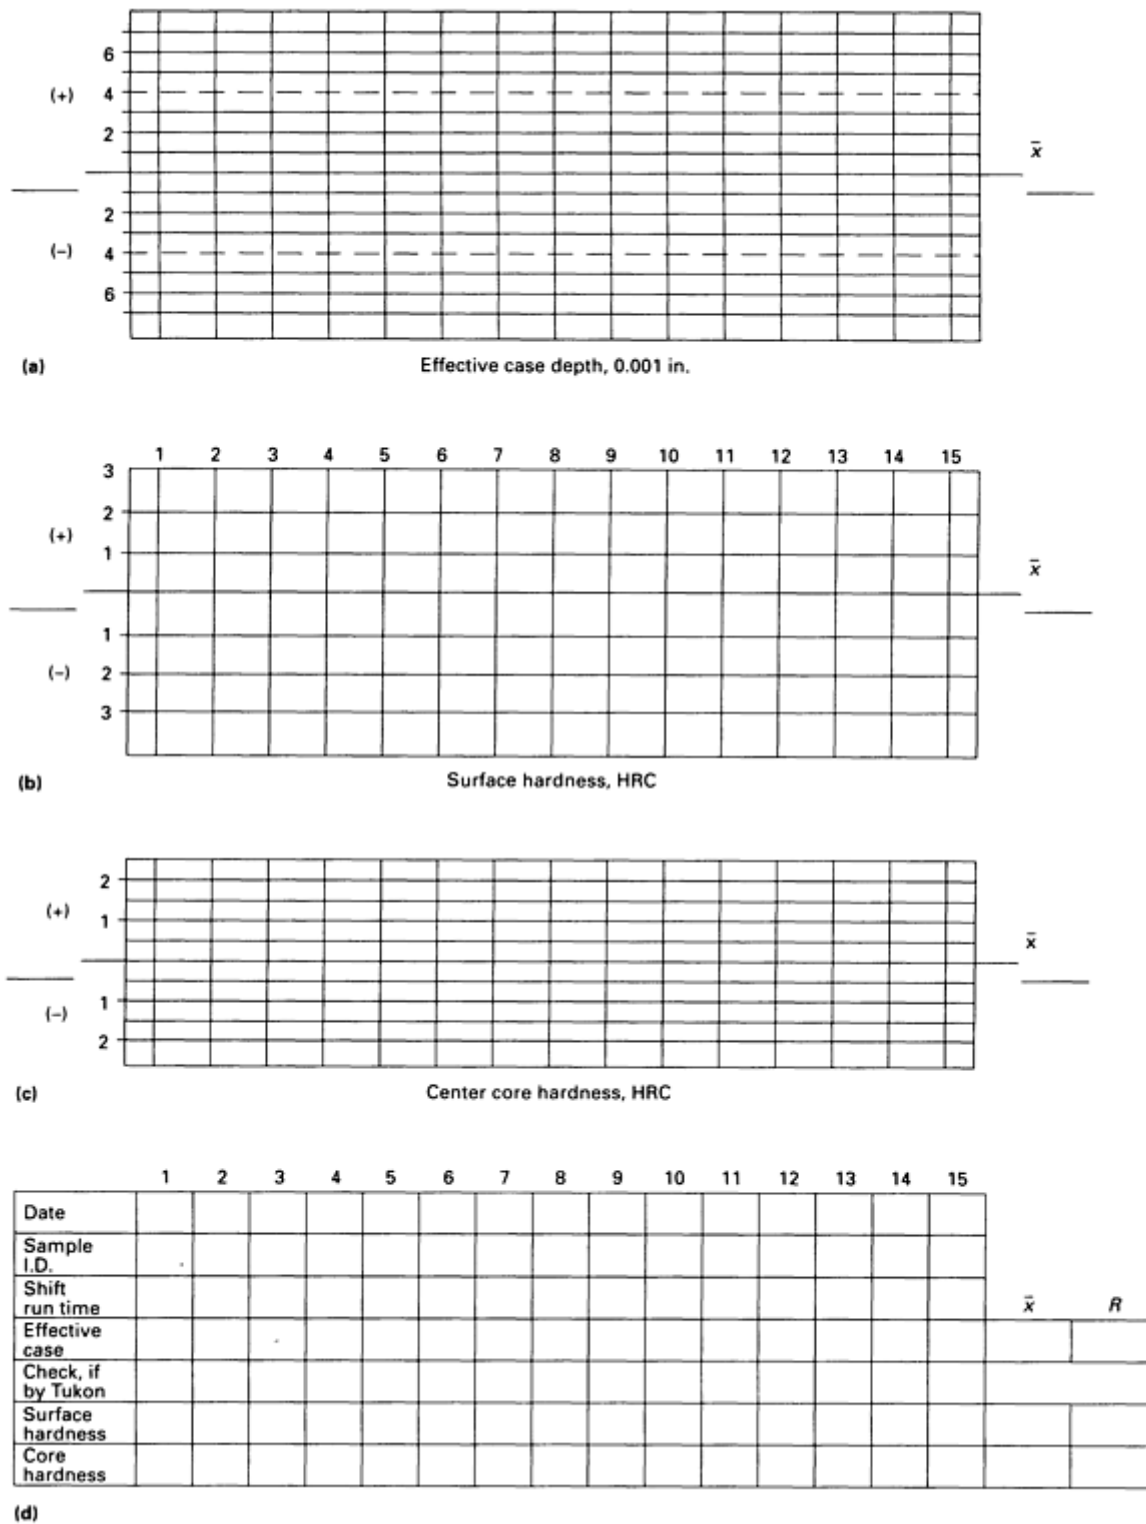 6
(+) 4
2
x̄
2
(−) 4
6
(a) Effective case depth, 0.001 in.
1 2 3 4 5 6 7 8 9 10 11 12 13 14 15
3
2
(+)
1
x̄
1
(−) 2
3
(b) Surface hardness, HRC
2
(+)
1
x̄
1
(−)
2
(c) Center core hardness, HRC
1 2 3 4 5 6 7 8 9 10 11 12 13 14 15
Date
Sample
I.D.
Shift
run time x̄ R
Effective
case
Check, if
by Tukon
Surface
hardness
Core
hardness
(d)